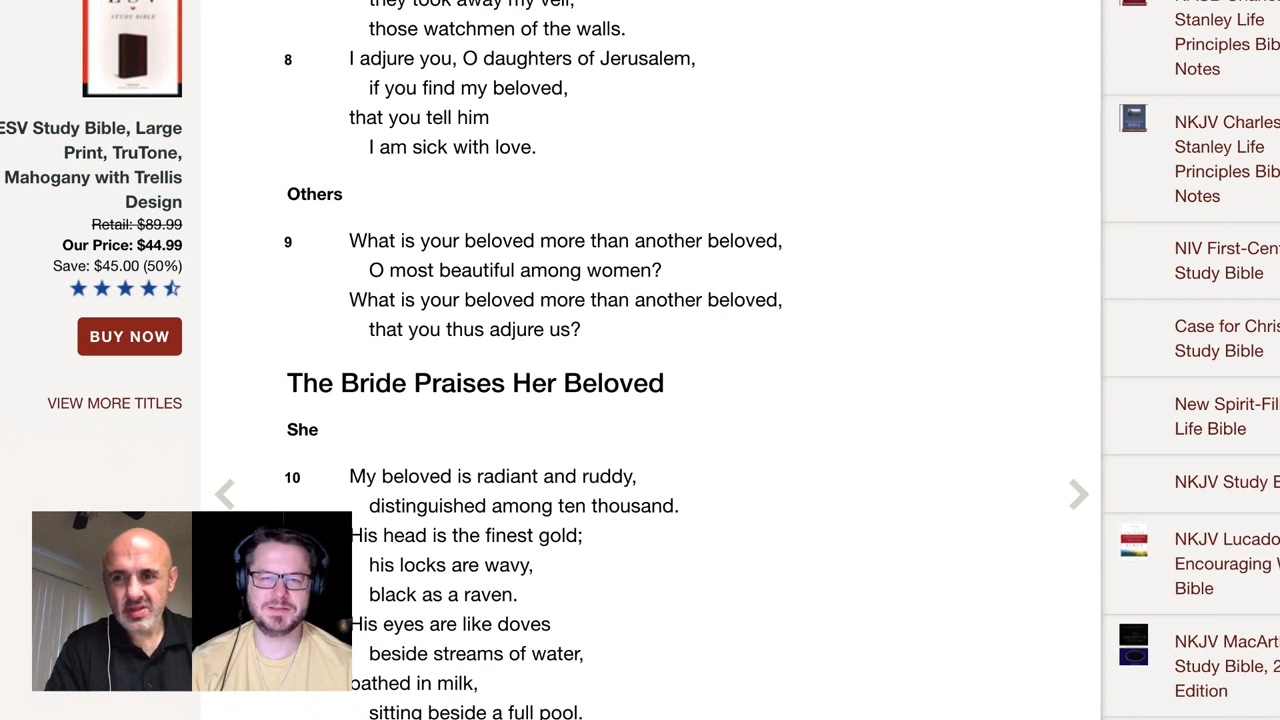 STUDY BIBLE
ESV Study Bible, Large
Print, TruTone,
Mahogany with Trellis
Design
Retail: $89.99
Our Price: $44.99
Save: $45.00 (50%)
BUY NOW
VIEW MORE TITLES
they took away my veil,
those watchmen of the walls.
8 I adjure you, O daughters of Jerusalem,
if you find my beloved,
that you tell him
I am sick with love.
Others
9 What is your beloved more than another beloved,
O most beautiful among women?
What is your beloved more than another beloved,
that you thus adjure us?
The Bride Praises Her Beloved
She
10 My beloved is radiant and ruddy,
distinguished among ten thousand.
His head is the finest gold;
his locks are wavy,
black as a raven.
His eyes are like doves
beside streams of water,
bathed in milk,
sitting beside a full pool.
Stanley Life
Principles Bib
Notes
NKJV Charles
Stanley Life
Principles Bib
Notes
NIV First-Cent
Study Bible
Case for Chris
Study Bible
New Spirit-Fil
Life Bible
NKJV Study B
NKJV Lucado
Encouraging W
Bible
NKJV MacArt
Study Bible, 2
Edition